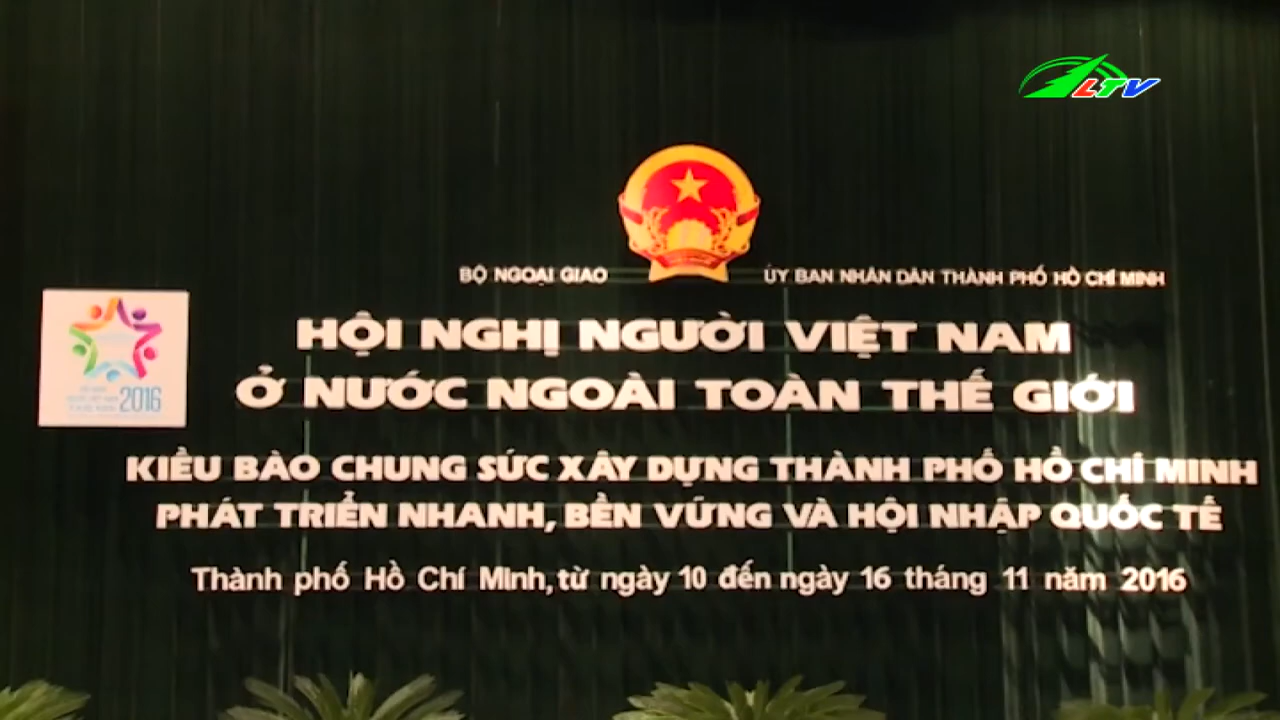 LTV
BỘ NGOẠI GIAO
ỦY BAN NHÂN DÂN THÀNH PHỐ HỒ CHÍ MINH
HỘI NGHỊ NGƯỜI VIỆT NAM
Ở NƯỚC NGOÀI TOÀN THẾ GIỚI
2016
KIỀU BÀO CHUNG SỨC XÂY DỰNG THÀNH PHỐ HỒ CHÍ MINH
PHÁT TRIỂN NHANH, BỀN VỮNG VÀ HỘI NHẬP QUỐC TẾ
Thành phố Hồ Chí Minh, từ ngày 10 đến ngày 16 tháng 11 năm 2016